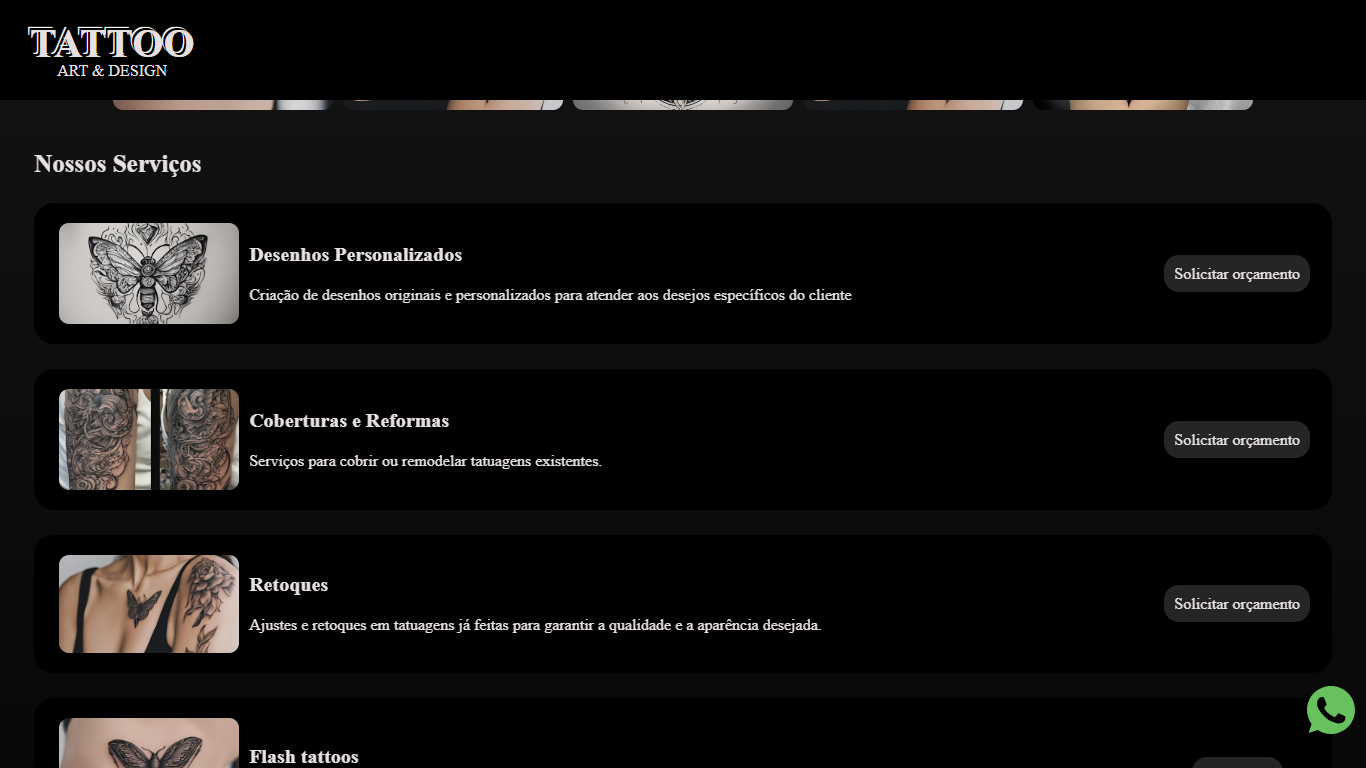 TATTOO
ART & DESIGN
Nossos Serviços
Desenhos Personalizados
Criação de desenhos originais e personalizados para atender aos desejos específicos do cliente
Solicitar orçamento
Coberturas e Reformas
Serviços para cobrir ou remodelar tatuagens existentes.
Solicitar orçamento
Retoques
Ajustes e retoques em tatuagens já feitas para garantir a qualidade e a aparência desejada.
Solicitar orçamento
Flash tattoos